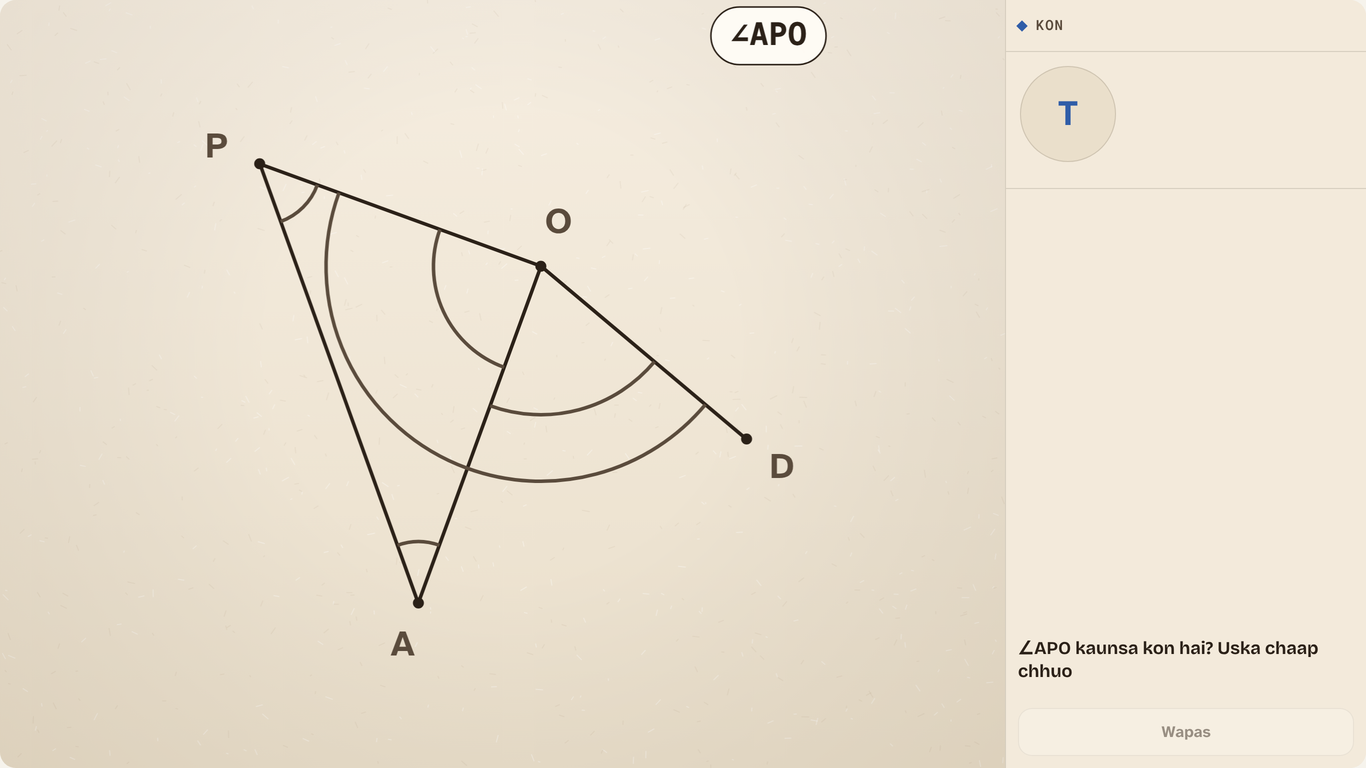 ∠APO
P
O
D
A
KON
T
∠APO kaunsa kon hai? Uska chaap
chhuo
Wapas